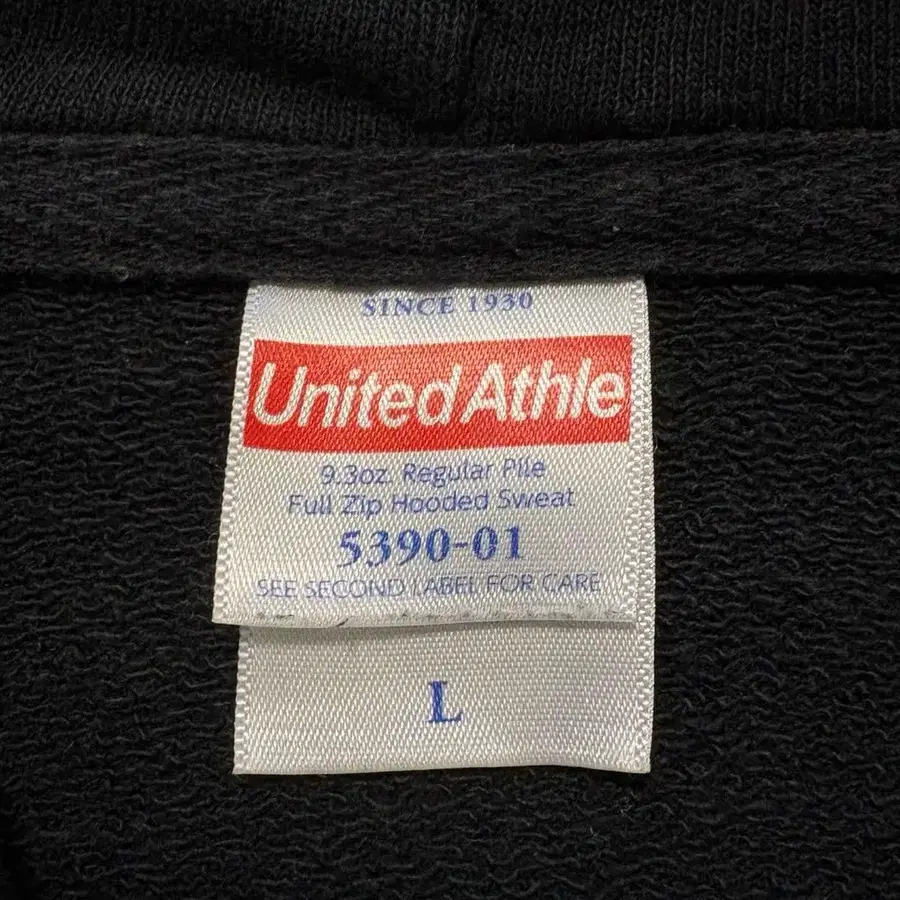 SINCE 1930
United Athle
9.3oz. Regular Pile
Full Zip Hooded Sweat
5390-01
SEE SECOND LABEL FOR CARE
L